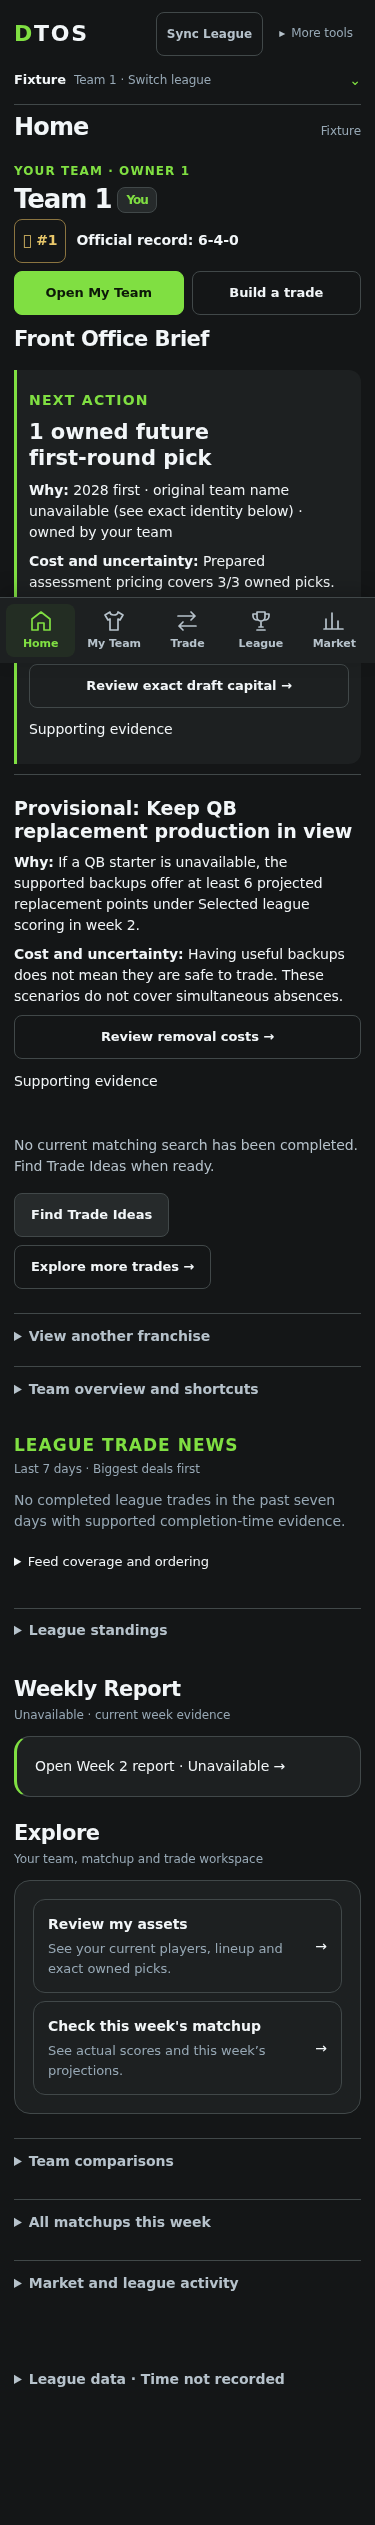 DTOS
Sync League
▸ More tools
Fixture Team 1 · Switch league
Home
Fixture
YOUR TEAM · OWNER 1
Team 1 You
#1 Official record: 6-4-0
Open My Team
Build a trade
Front Office Brief
NEXT ACTION
1 owned future
first-round pick
Why: 2028 first · original team name
unavailable (see exact identity below) ·
owned by your team
Cost and uncertainty: Prepared
assessment pricing covers 3/3 owned picks.
Home
My Team
Trade
League
Market
Review exact draft capital →
Supporting evidence
Provisional: Keep QB
replacement production in view
Why: If a QB starter is unavailable, the
supported backups offer at least 6 projected
replacement points under Selected league
scoring in week 2.
Cost and uncertainty: Having useful backups
does not mean they are safe to trade. These
scenarios do not cover simultaneous absences.
Review removal costs →
Supporting evidence
No current matching search has been completed.
Find Trade Ideas when ready.
Find Trade Ideas
Explore more trades →
▸ View another franchise
▸ Team overview and shortcuts
LEAGUE TRADE NEWS
Last 7 days · Biggest deals first
No completed league trades in the past seven
days with supported completion-time evidence.
▸ Feed coverage and ordering
▸ League standings
Weekly Report
Unavailable · current week evidence
Open Week 2 report · Unavailable →
Explore
Your team, matchup and trade workspace
Review my assets
See your current players, lineup and
exact owned picks.
→
Check this week's matchup
See actual scores and this week’s
projections.
→
▸ Team comparisons
▸ All matchups this week
▸ Market and league activity
▸ League data · Time not recorded